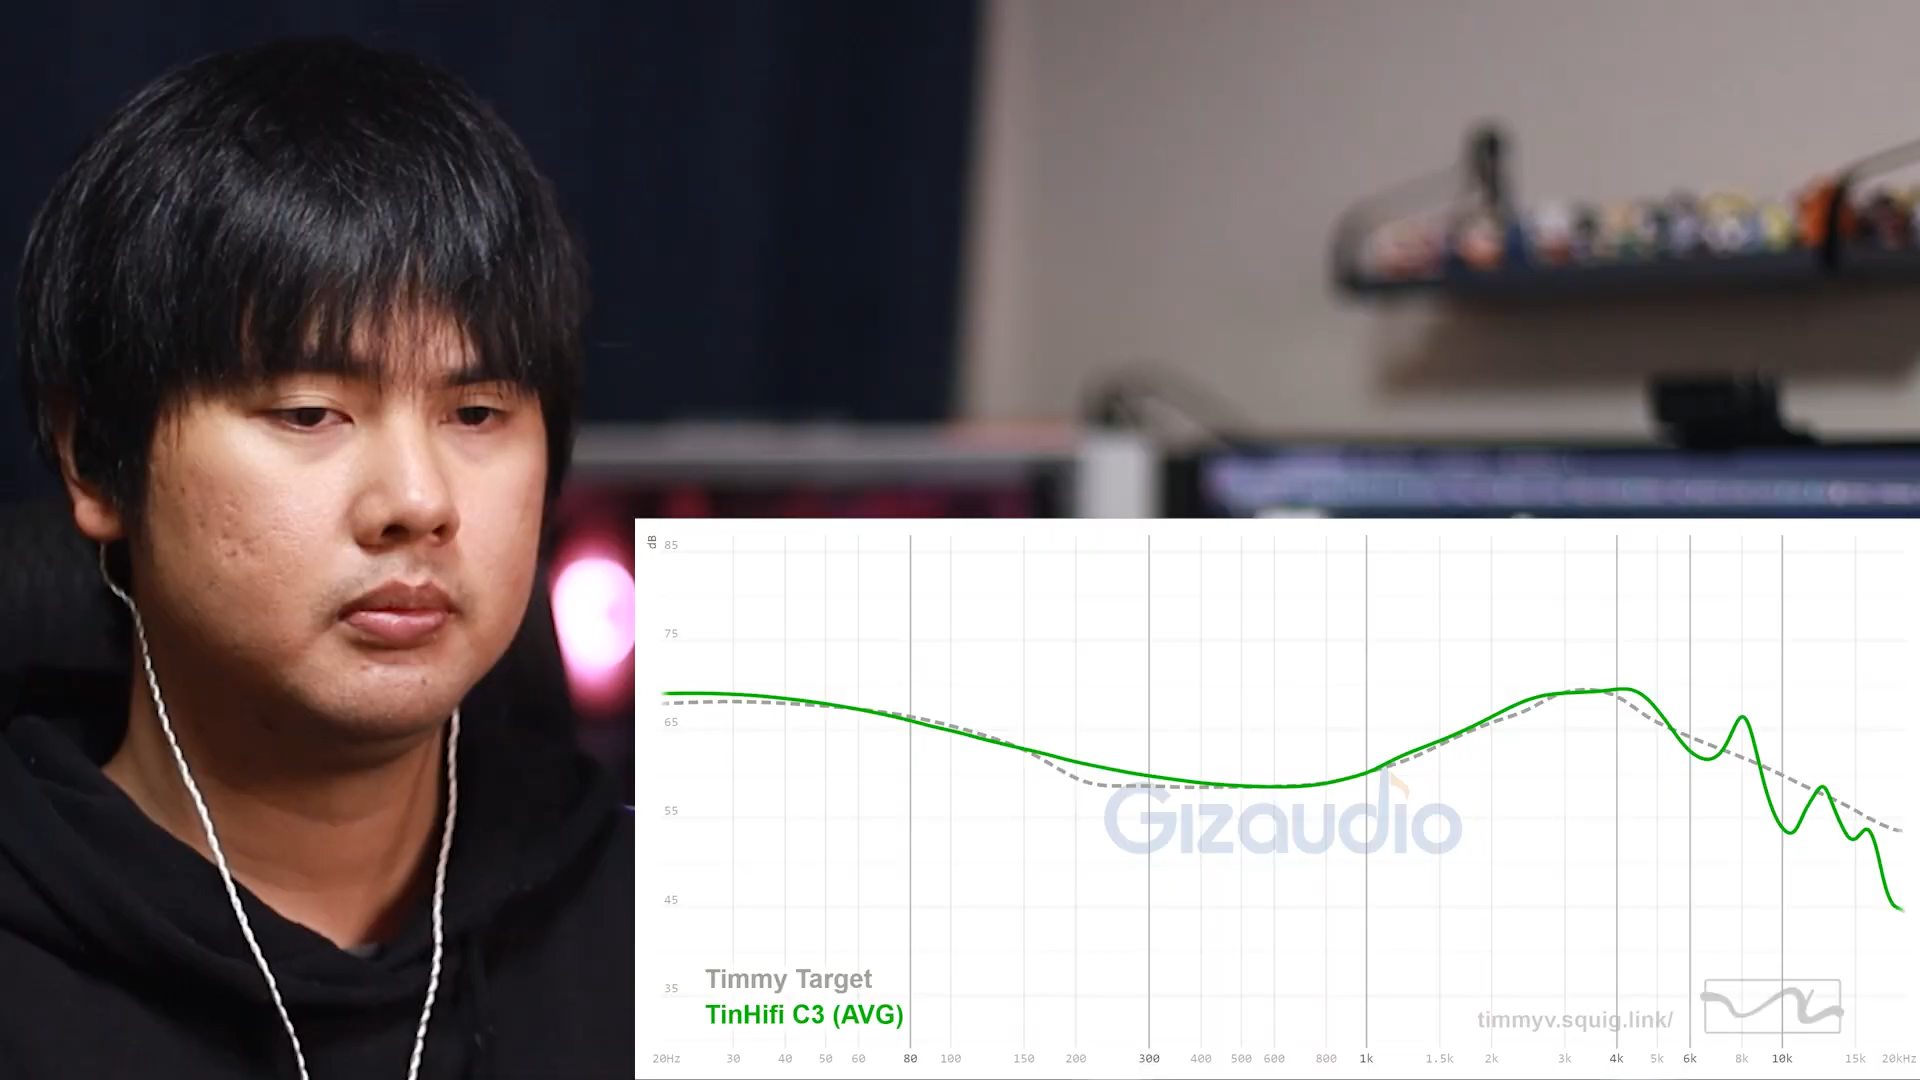 dB
85
75
65
55
45
35
Gizaudio
Timmy Target
TinHifi C3 (AVG)
timmyv.squig.link/
20Hz 30 40 50 60 80 100 150 200 300 400 500 600 800 1k 1.5k 2k 3k 4k 5k 6k 8k 10k 15k 20kHz